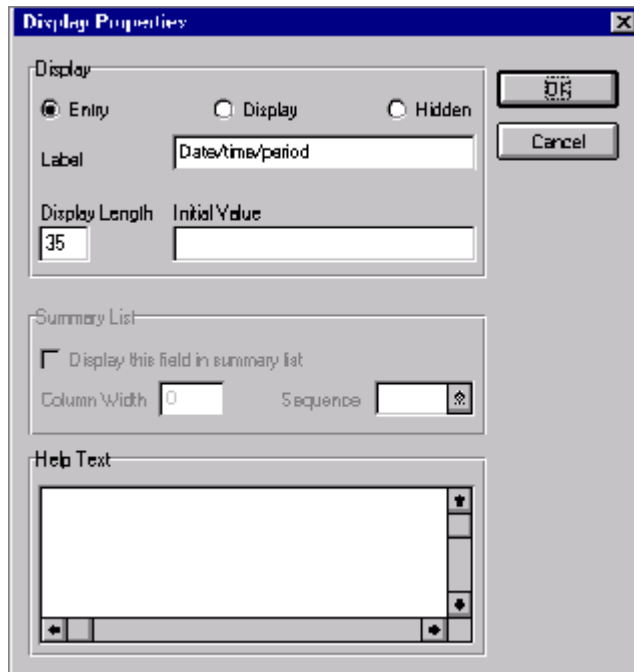 Display Properties
Display
Entry
Display
Hidden
OK
Cancel
Label
Date/time/period
Display Length
Initial Value
35
Summary List
Display this field in summary list
Column Width
0
Sequence
Help Text